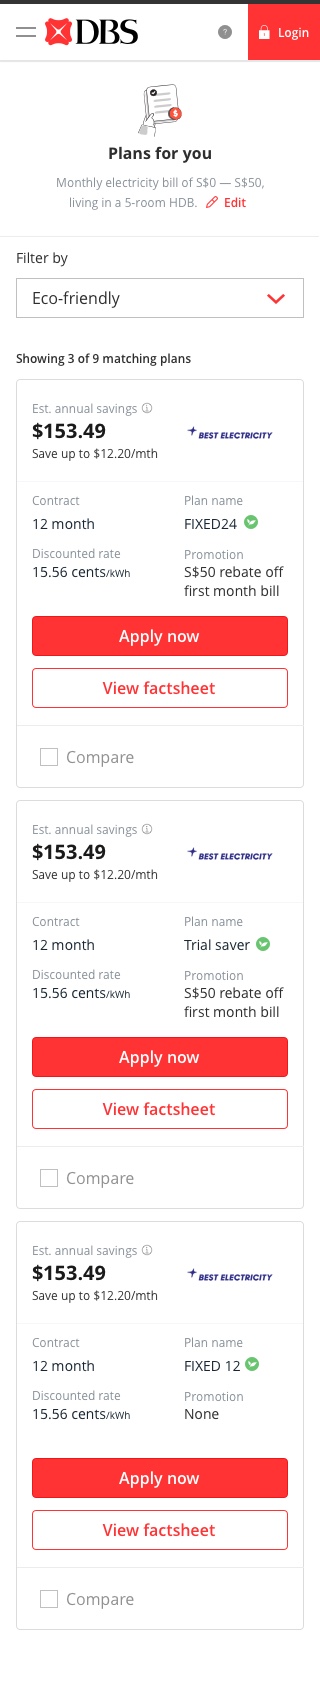 DBS
?
Login
$
Plans for you
Monthly electricity bill of S$0 — S$50,
living in a 5-room HDB. Edit
Filter by
Eco-friendly
Showing 3 of 9 matching plans
Est. annual savings
$153.49
Save up to $12.20/mth
BEST ELECTRICITY
Contract
12 month
Plan name
FIXED24
Discounted rate
15.56 cents/kWh
Promotion
S$50 rebate off
first month bill
Apply now
View factsheet
Compare
Est. annual savings
$153.49
Save up to $12.20/mth
BEST ELECTRICITY
Contract
12 month
Plan name
Trial saver
Discounted rate
15.56 cents/kWh
Promotion
S$50 rebate off
first month bill
Apply now
View factsheet
Compare
Est. annual savings
$153.49
Save up to $12.20/mth
BEST ELECTRICITY
Contract
12 month
Plan name
FIXED 12
Discounted rate
15.56 cents/kWh
Promotion
None
Apply now
View factsheet
Compare